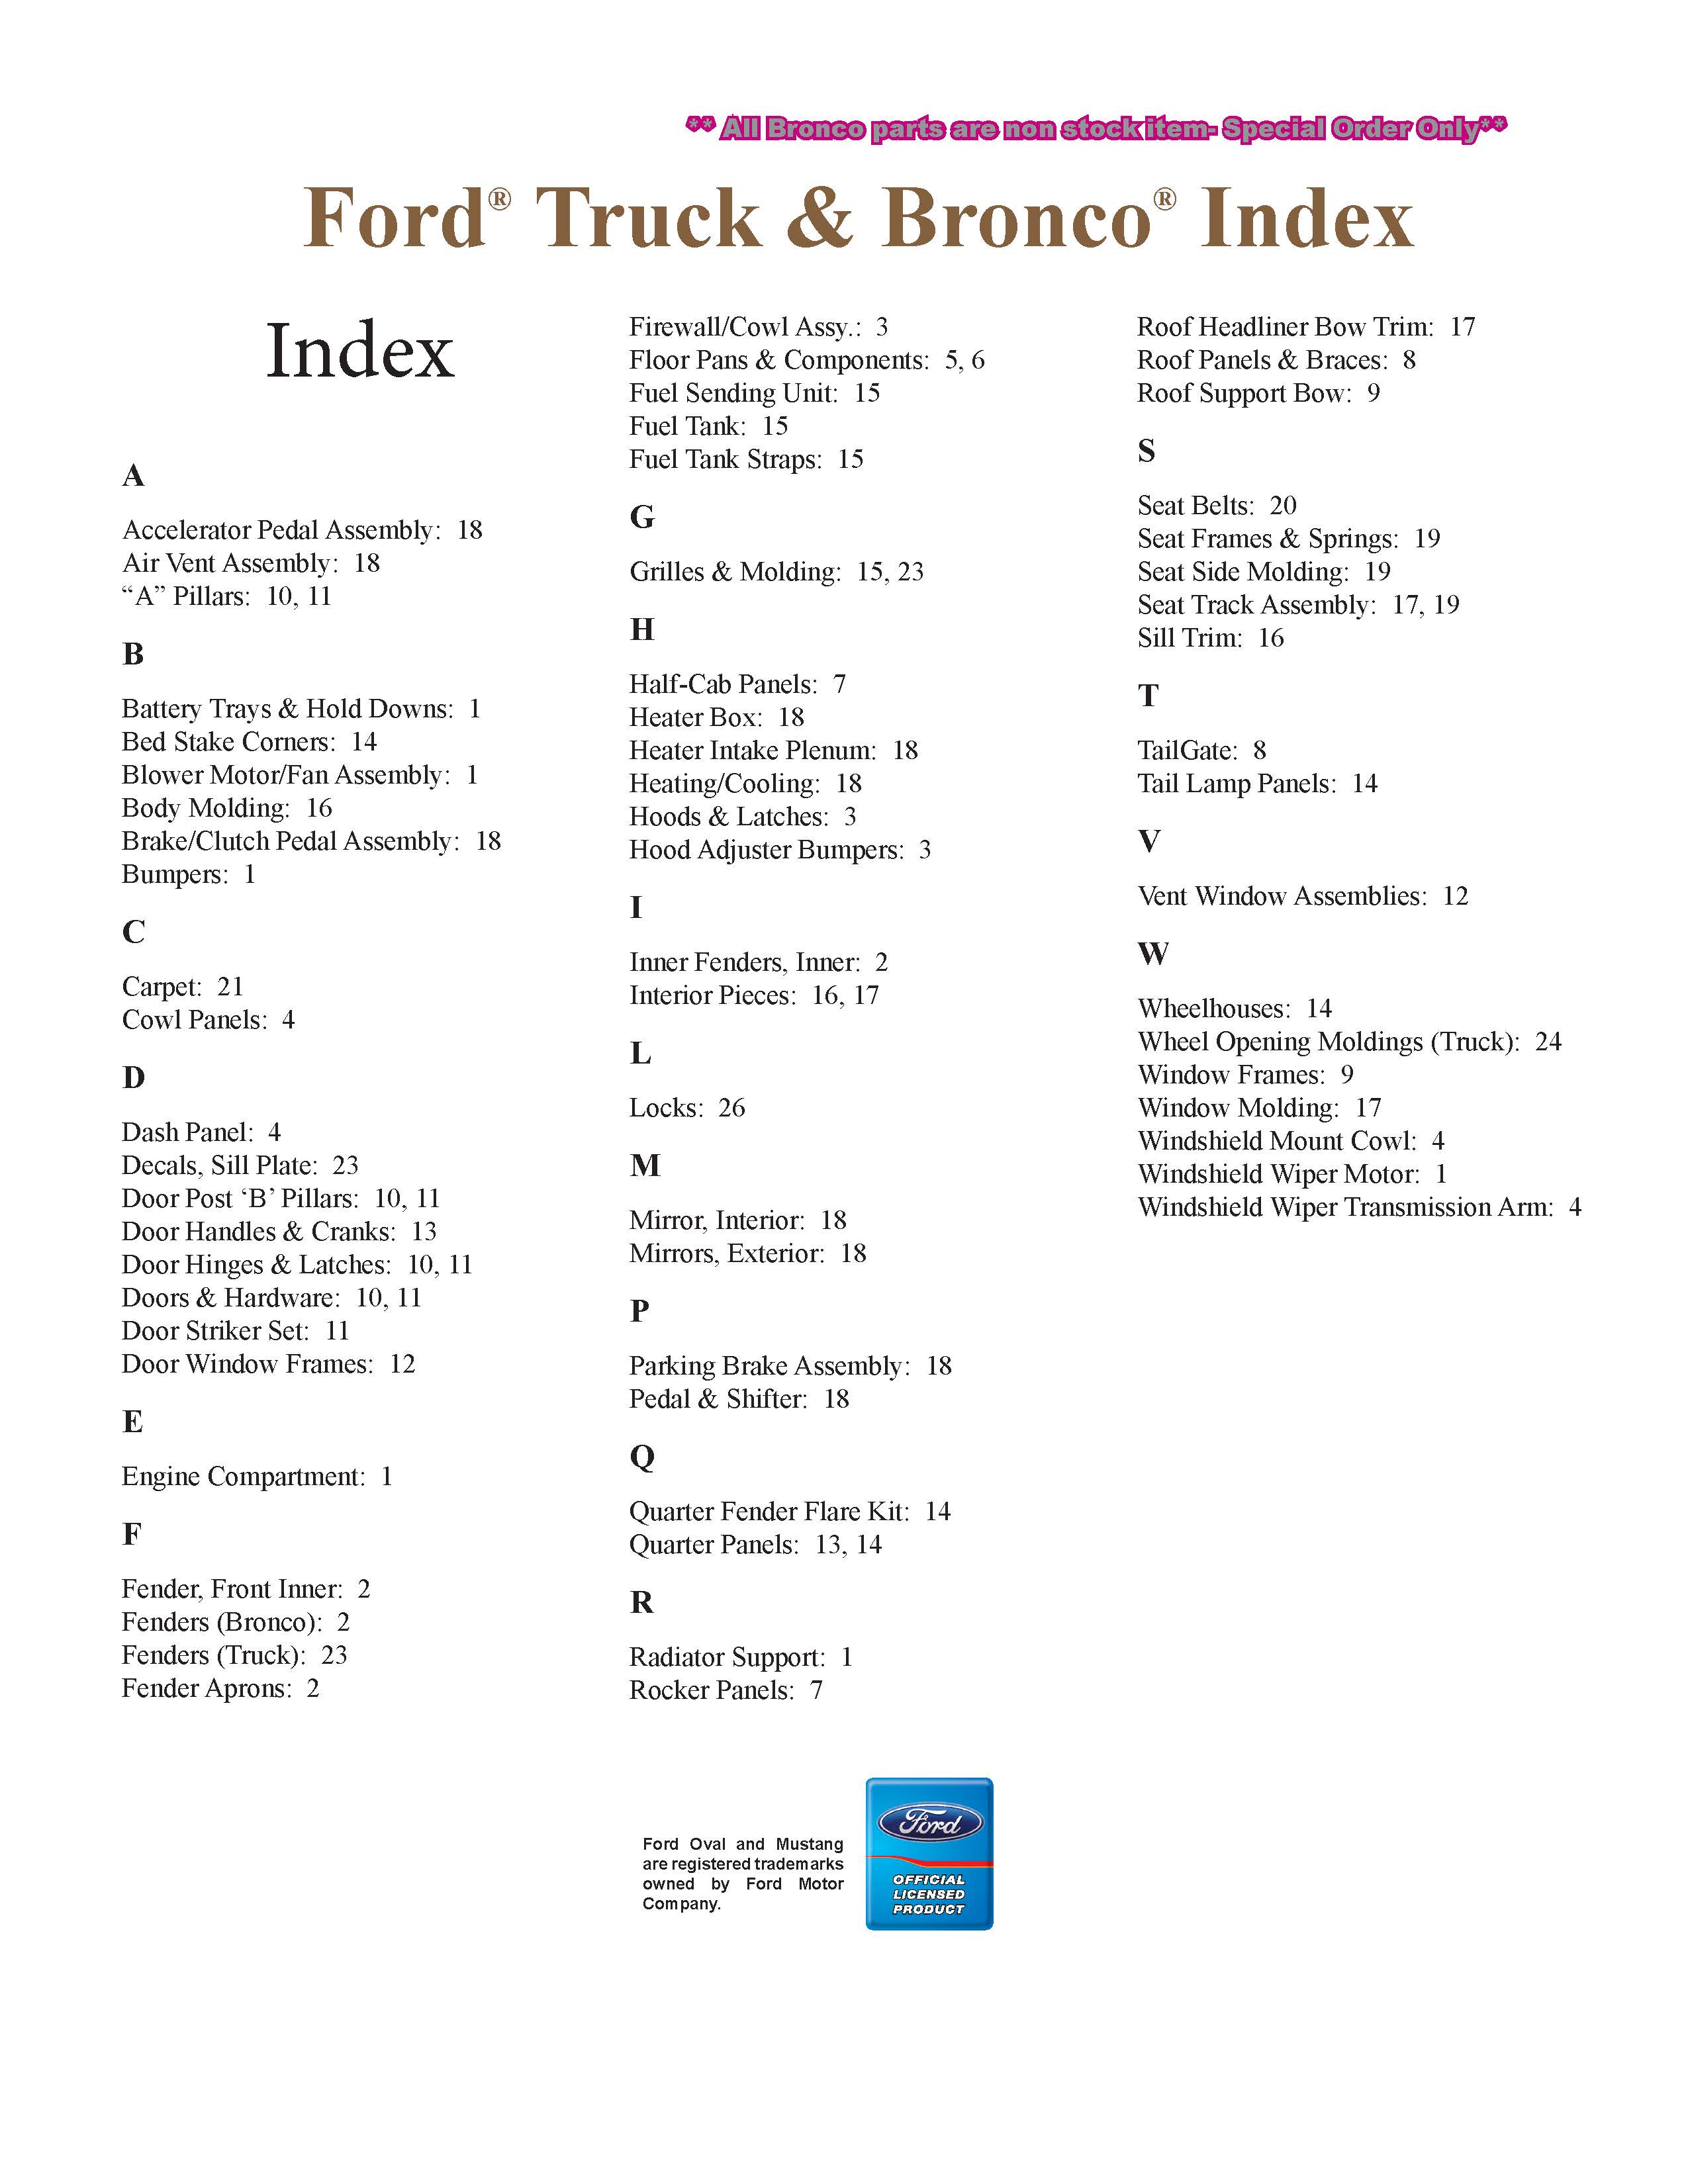 ** All Bronco parts are non stock item- Special Order Only**
Ford® Truck & Bronco® Index
Index
A
Accelerator Pedal Assembly: 18
Air Vent Assembly: 18
“A” Pillars: 10, 11
B
Battery Trays & Hold Downs: 1
Bed Stake Corners: 14
Blower Motor/Fan Assembly: 1
Body Molding: 16
Brake/Clutch Pedal Assembly: 18
Bumpers: 1
C
Carpet: 21
Cowl Panels: 4
D
Dash Panel: 4
Decals, Sill Plate: 23
Door Post ‘B’ Pillars: 10, 11
Door Handles & Cranks: 13
Door Hinges & Latches: 10, 11
Doors & Hardware: 10, 11
Door Striker Set: 11
Door Window Frames: 12
E
Engine Compartment: 1
F
Fender, Front Inner: 2
Fenders (Bronco): 2
Fenders (Truck): 23
Fender Aprons: 2
Firewall/Cowl Assy.: 3
Floor Pans & Components: 5, 6
Fuel Sending Unit: 15
Fuel Tank: 15
Fuel Tank Straps: 15
G
Grilles & Molding: 15, 23
H
Half-Cab Panels: 7
Heater Box: 18
Heater Intake Plenum: 18
Heating/Cooling: 18
Hoods & Latches: 3
Hood Adjuster Bumpers: 3
I
Inner Fenders, Inner: 2
Interior Pieces: 16, 17
L
Locks: 26
M
Mirror, Interior: 18
Mirrors, Exterior: 18
P
Parking Brake Assembly: 18
Pedal & Shifter: 18
Q
Quarter Fender Flare Kit: 14
Quarter Panels: 13, 14
R
Radiator Support: 1
Rocker Panels: 7
Roof Headliner Bow Trim: 17
Roof Panels & Braces: 8
Roof Support Bow: 9
S
Seat Belts: 20
Seat Frames & Springs: 19
Seat Side Molding: 19
Seat Track Assembly: 17, 19
Sill Trim: 16
T
TailGate: 8
Tail Lamp Panels: 14
V
Vent Window Assemblies: 12
W
Wheelhouses: 14
Wheel Opening Moldings (Truck): 24
Window Frames: 9
Window Molding: 17
Windshield Mount Cowl: 4
Windshield Wiper Motor: 1
Windshield Wiper Transmission Arm: 4
Ford Oval and Mustang
are registered trademarks
owned by Ford Motor
Company.
Ford
OFFICIAL
LICENSED
PRODUCT